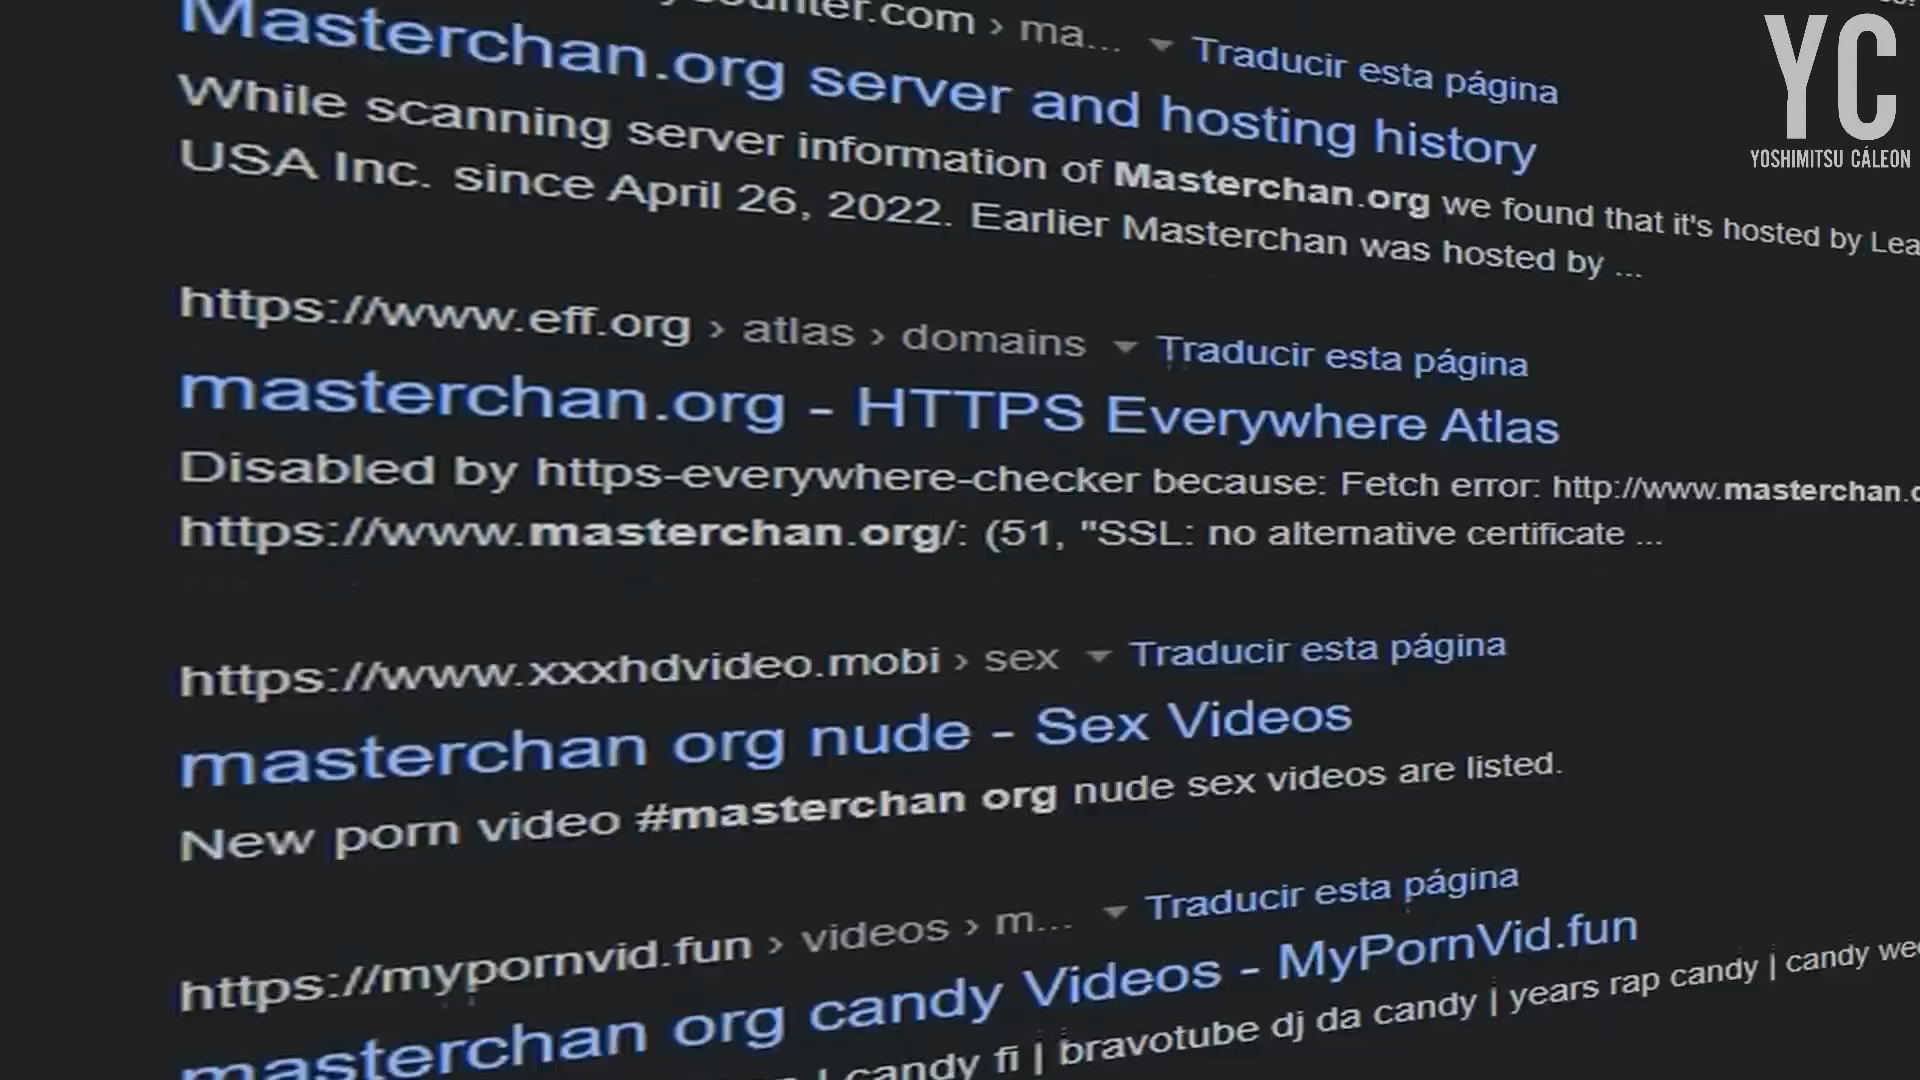 ounter.com › ma... Traducir esta página
YC
YOSHIMITSU CÁLEON
Masterchan.org server and hosting history
While scanning server information of Masterchan.org we found that it's hosted by Lea
USA Inc. since April 26, 2022. Earlier Masterchan was hosted by ...
https://www.eff.org › atlas › domains Traducir esta página
masterchan.org - HTTPS Everywhere Atlas
Disabled by https-everywhere-checker because: Fetch error: http://www.masterchan.o
https://www.masterchan.org/: (51, "SSL: no alternative certificate ...
https://www.xxxhdvideo.mobi › sex Traducir esta página
masterchan org nude - Sex Videos
New porn video #masterchan org nude sex videos are listed.
https://mypornvid.fun › videos › m... Traducir esta página
masterchan org candy Videos - MyPornVid.fun
| candy fi | bravotube dj da candy | years rap candy | candy wee